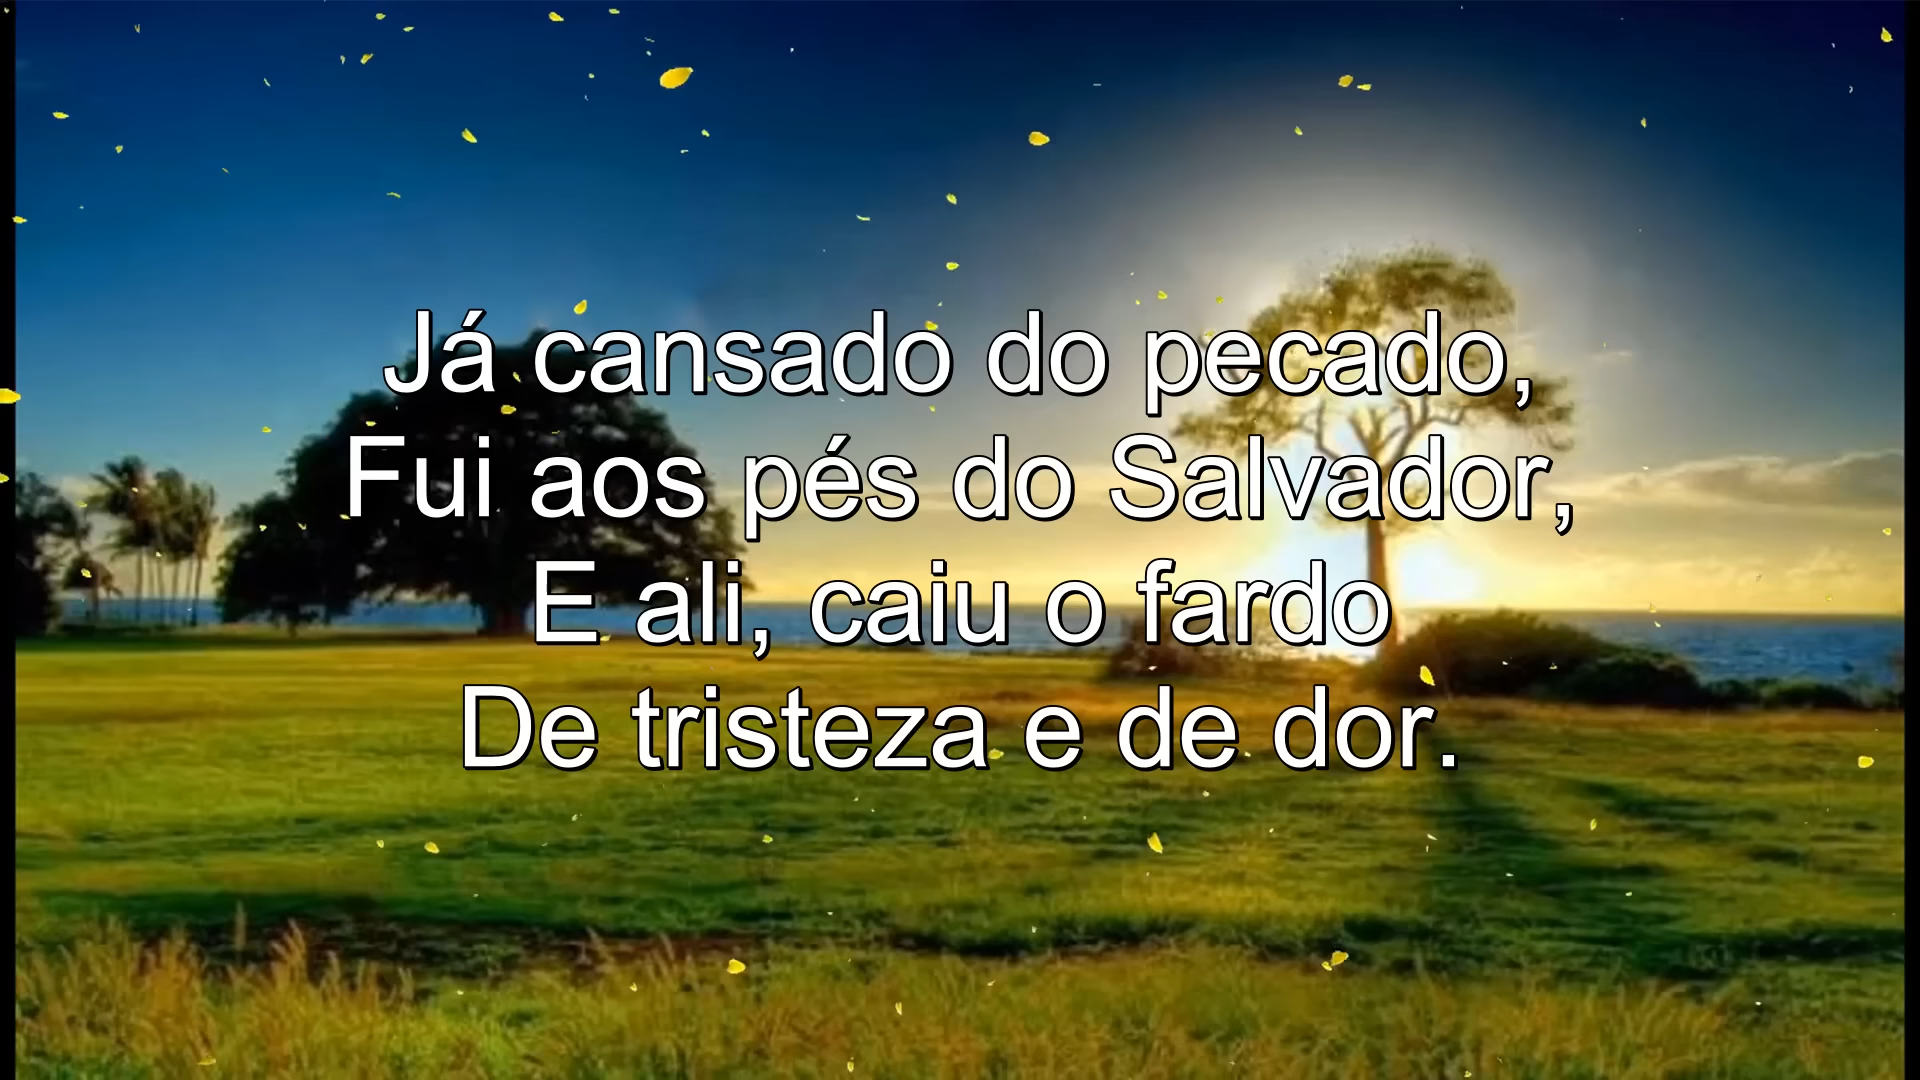 Já cansado do pecado,
Fui aos pés do Salvador,
E ali, caiu o fardo
De tristeza e de dor.